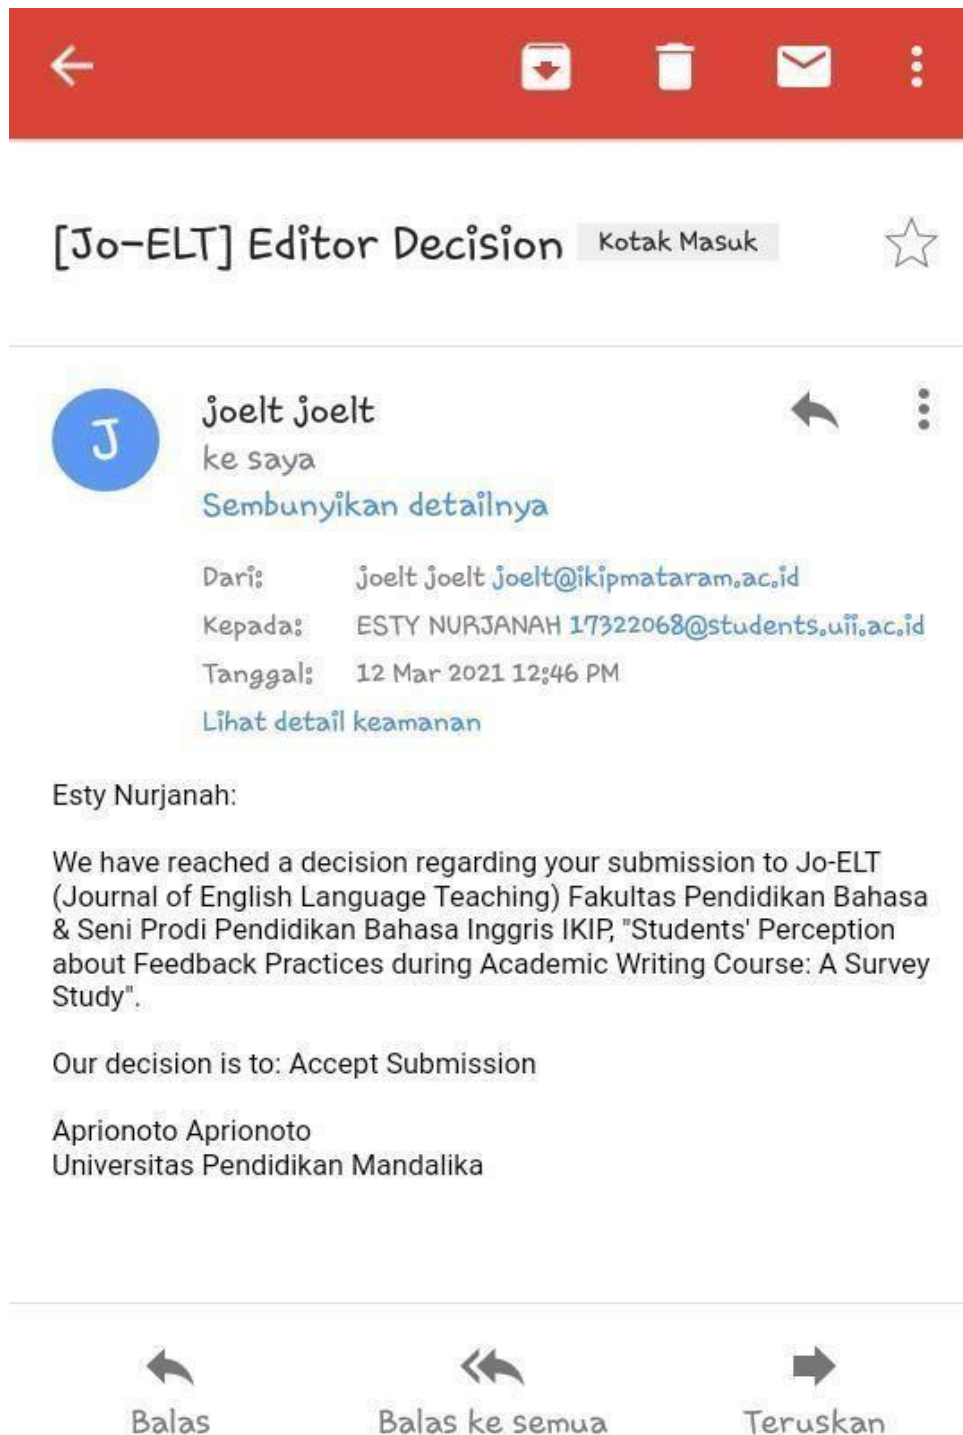 [Jo-ELT] Editor Decision Kotak Masuk
J
joelt joelt
ke saya
Sembunyikan detailnya
Dari: joelt joelt joelt@ikipmataram.ac.id
Kepada: ESTY NURJANAH 17322068@students.uii.ac.id
Tanggal: 12 Mar 2021 12:46 PM
Lihat detail keamanan
Esty Nurjanah:
We have reached a decision regarding your submission to Jo-ELT
(Journal of English Language Teaching) Fakultas Pendidikan Bahasa
& Seni Prodi Pendidikan Bahasa Inggris IKIP, "Students' Perception
about Feedback Practices during Academic Writing Course: A Survey
Study".
Our decision is to: Accept Submission
Aprionoto Aprionoto
Universitas Pendidikan Mandalika
Balas Balas ke semua Teruskan